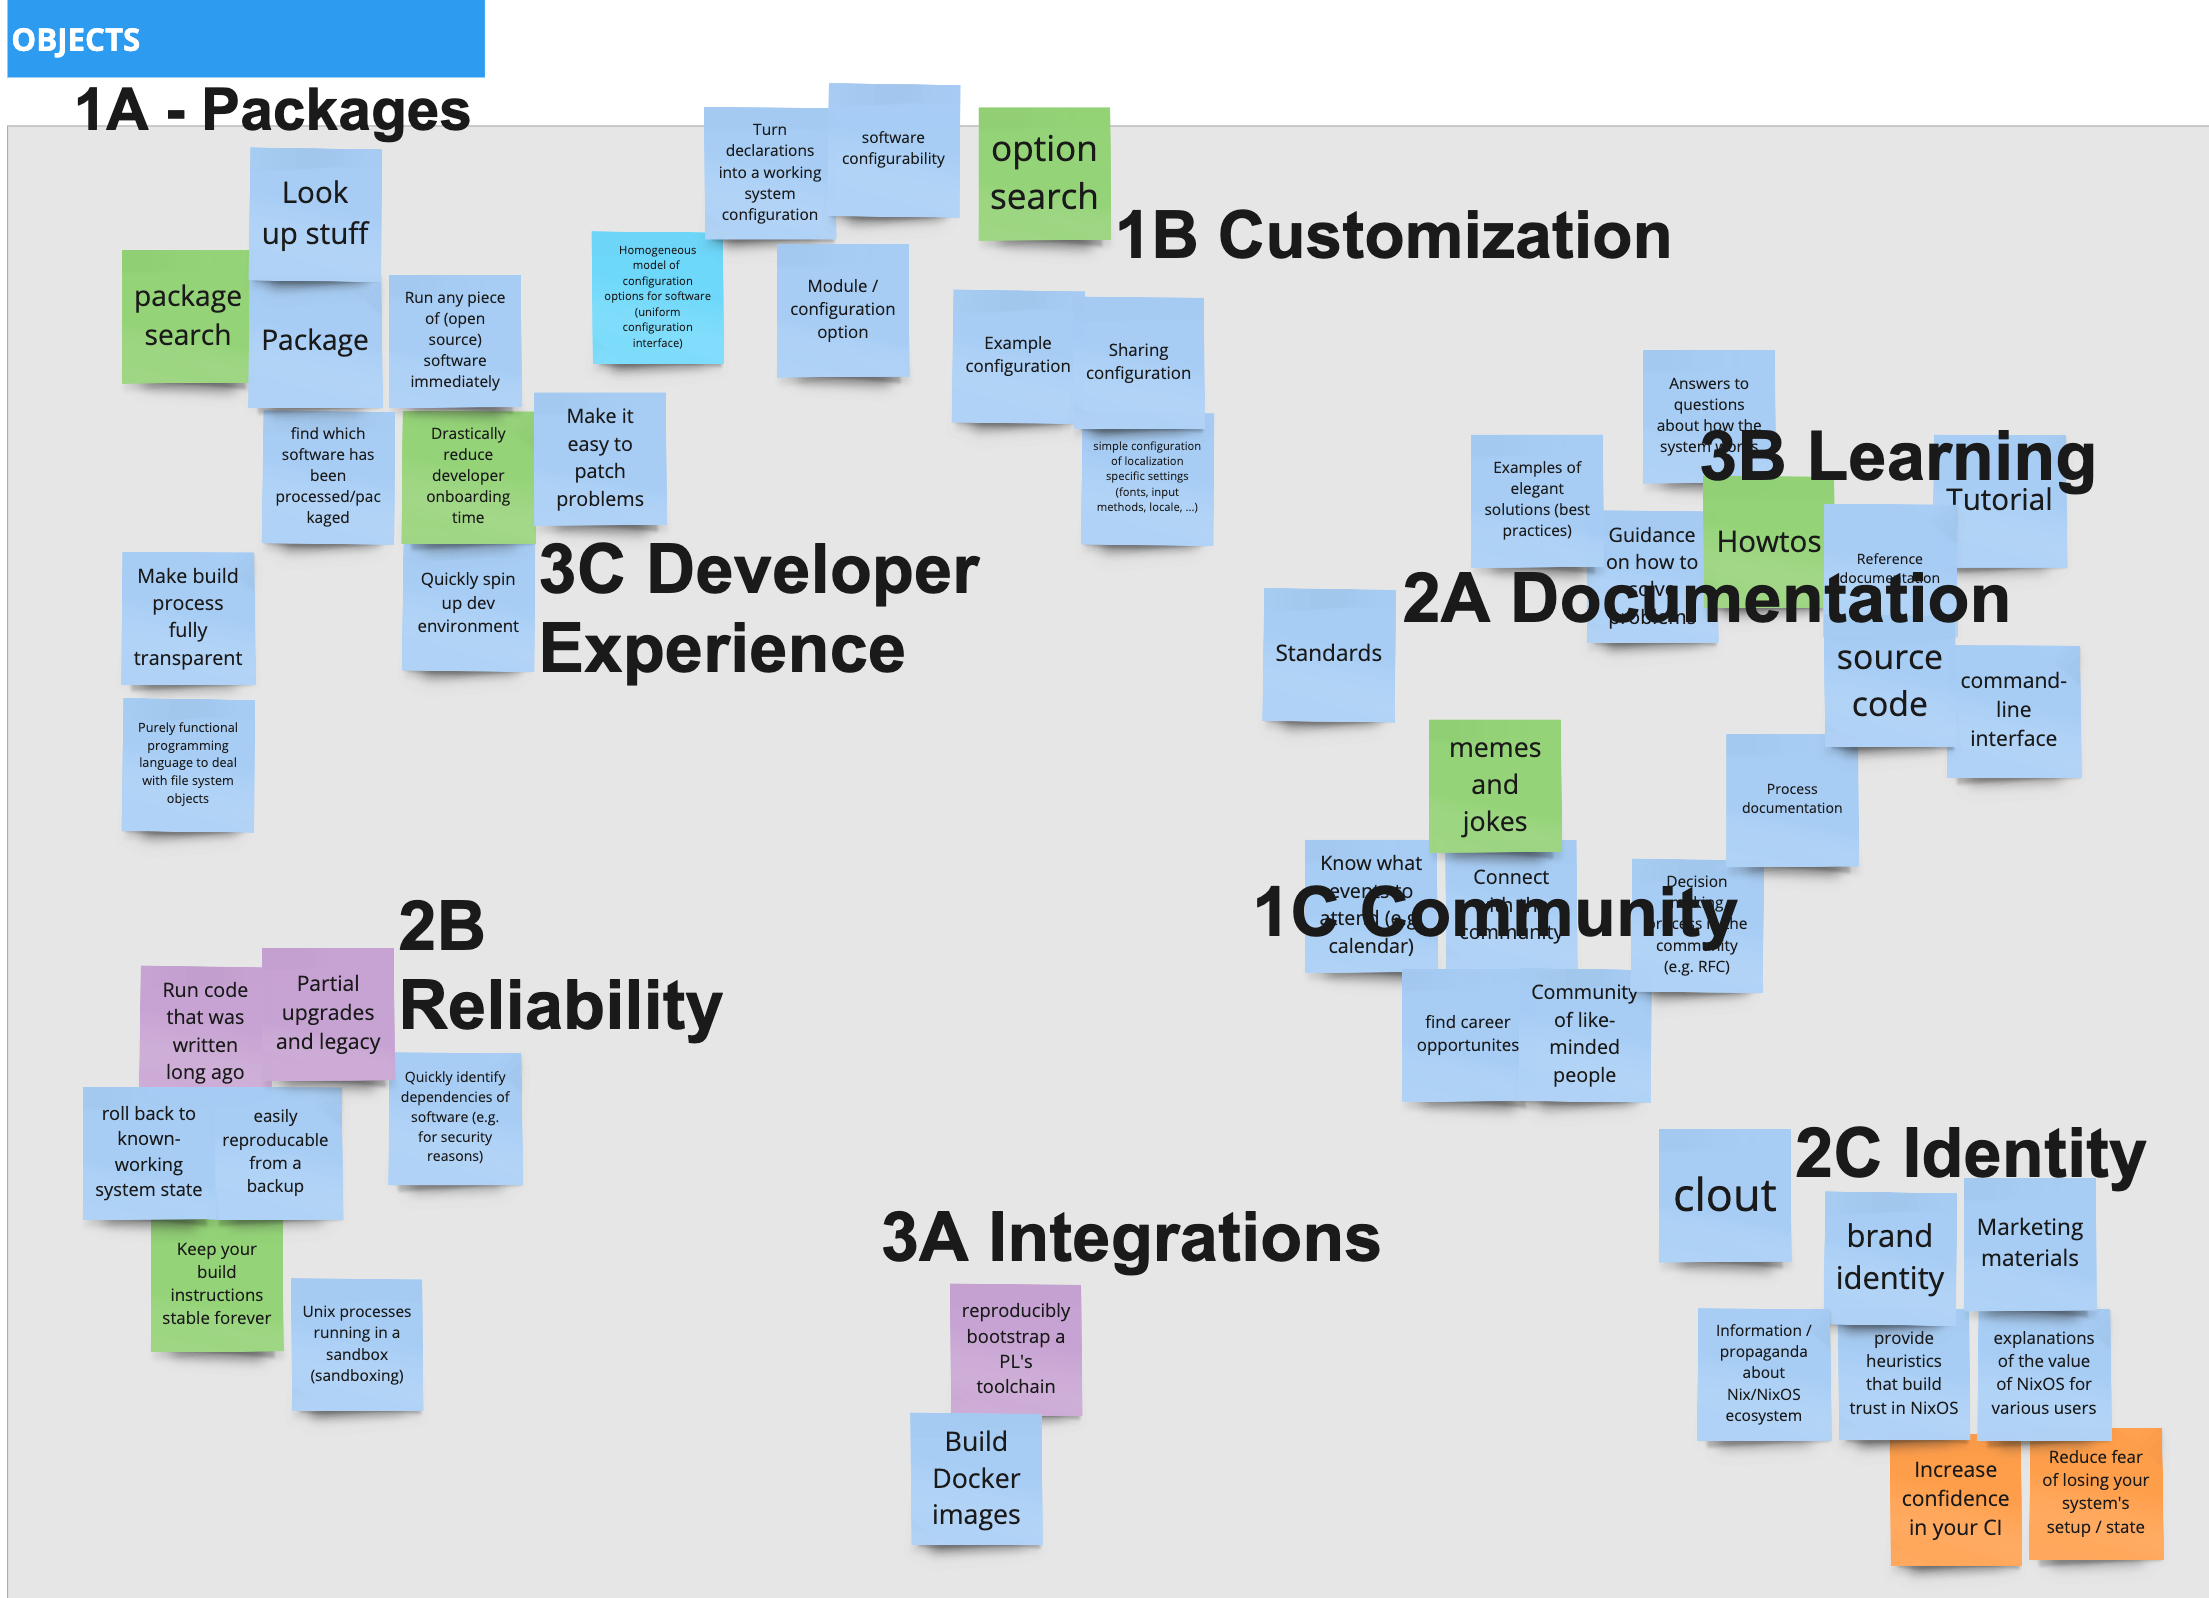 OBJECTS
1A - Packages
Look
up stuff
package
search
Package
Run any piece
of (open
source)
software
immediately
find which
software has
been
processed/pac
kaged
Drastically
reduce
developer
onboarding
time
Make it
easy to
patch
problems
Make build
process
fully
transparent
Quickly spin
up dev
environment
3C Developer
Experience
Purely functional
programming
language to deal
with file system
objects
Turn
declarations
into a working
system
configuration
software
configurability
option
search
1B Customization
Homogeneous
model of
configuration
options for software
(uniform
configuration
interface)
Module /
configuration
option
Example
configuration
Sharing
configuration
simple configuration
of localization
specific settings
(fonts, input
methods, locale, ...)
Answers to
questions
about how the
system works
3B Learning
Examples of
elegant
solutions (best
practices)
Guidance
on how to
solve
problems
Howtos
Tutorial
Reference
documentation
2A Documentation
Standards
source
code
command-
line
interface
Process
documentation
memes
and
jokes
Know what
events to
attend (e.g.
calendar)
Connect
with the
community
1C Community
Decision
making
process in the
community
(e.g. RFC)
find career
opportunites
Community
of like-
minded
people
2B
Reliability
Run code
that was
written
long ago
Partial
upgrades
and legacy
Quickly identify
dependencies of
software (e.g.
for security
reasons)
roll back to
known-
working
system state
easily
reproducable
from a
backup
Keep your
build
instructions
stable forever
Unix processes
running in a
sandbox
(sandboxing)
3A Integrations
reproducibly
bootstrap a
PL's
toolchain
Build
Docker
images
2C Identity
clout
brand
identity
Marketing
materials
Information /
propaganda
about
Nix/NixOS
ecosystem
provide
heuristics
that build
trust in NixOS
explanations
of the value
of NixOS for
various users
Increase
confidence
in your CI
Reduce fear
of losing your
system's
setup / state